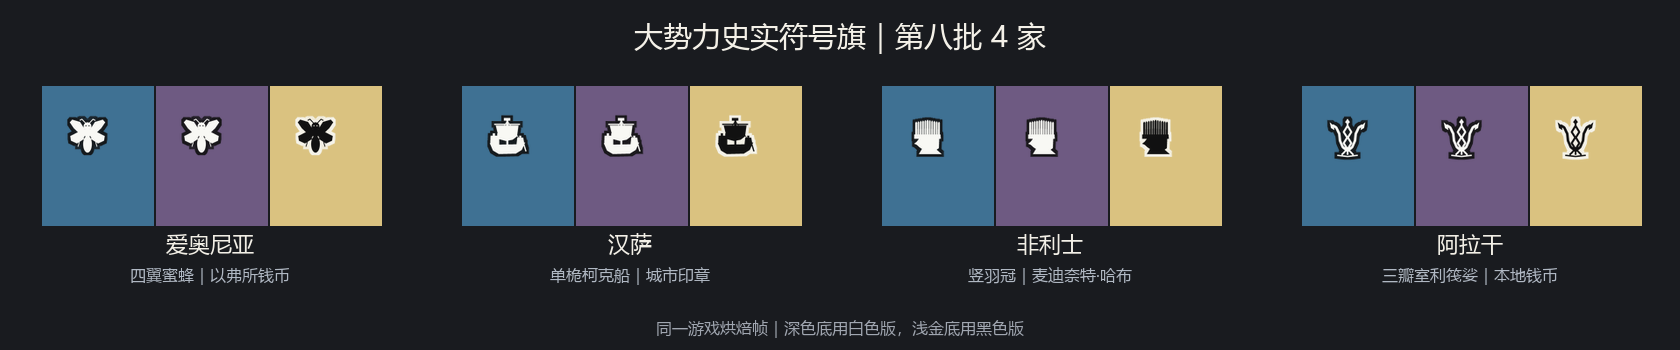 大势力史实符号旗｜第八批 4 家
爱奥尼亚
四翼蜜蜂｜以弗所钱币
汉萨
单桅柯克船｜城市印章
非利士
竖羽冠｜麦迪奈特·哈布
阿拉干
三瓣室利筏娑｜本地钱币
同一游戏烘焙帧｜深色底用白色版，浅金底用黑色版